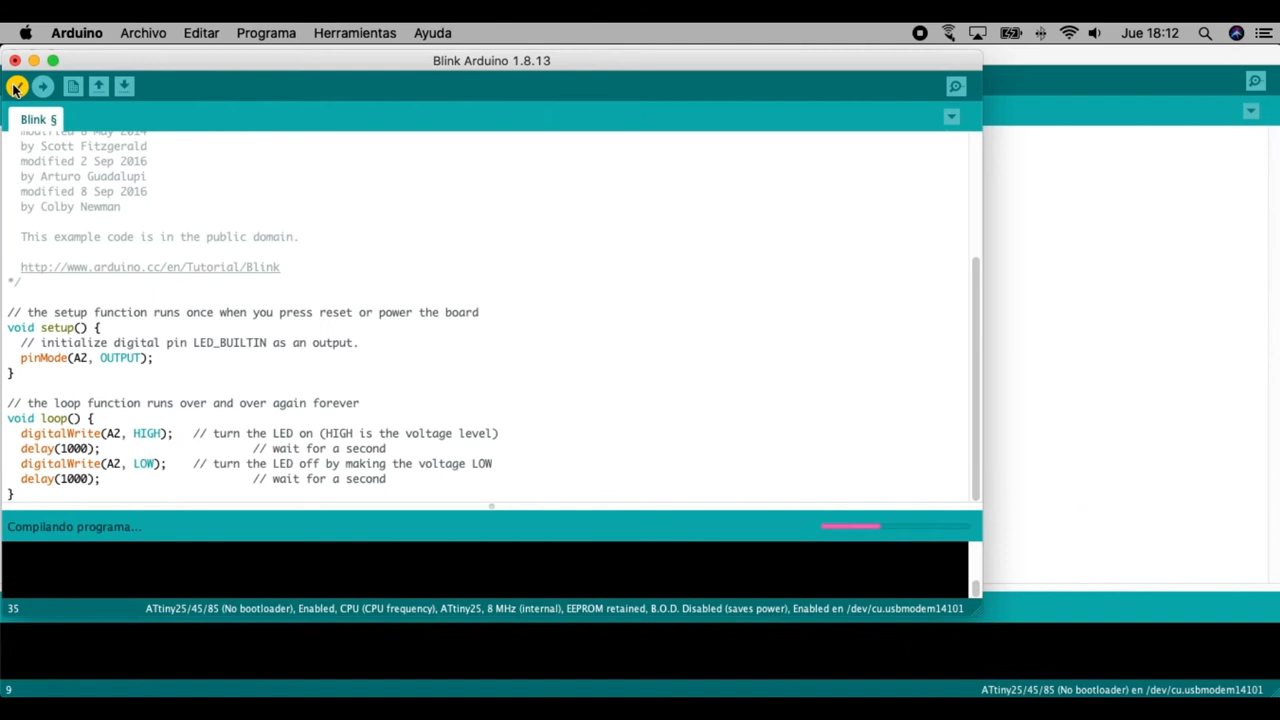 Arduino Archivo Editar Programa Herramientas Ayuda Jue 18:12
Blink Arduino 1.8.13
Blink §
modified 8 May 2014
by Scott Fitzgerald
modified 2 Sep 2016
by Arturo Guadalupi
modified 8 Sep 2016
by Colby Newman
This example code is in the public domain.
http://www.arduino.cc/en/Tutorial/Blink
*/
// the setup function runs once when you press reset or power the board
void setup() {
// initialize digital pin LED_BUILTIN as an output.
pinMode(A2, OUTPUT);
}
// the loop function runs over and over again forever
void loop() {
digitalWrite(A2, HIGH); // turn the LED on (HIGH is the voltage level)
delay(1000); // wait for a second
digitalWrite(A2, LOW); // turn the LED off by making the voltage LOW
delay(1000); // wait for a second
}
Compilando programa...
35 ATtiny25/45/85 (No bootloader), Enabled, CPU (CPU frequency), ATtiny25, 8 MHz (internal), EEPROM retained, B.O.D. Disabled (saves power), Enabled en /dev/cu.usbmodem14101
9 ATtiny25/45/85 (No bootloader) en /dev/cu.usbmodem14101